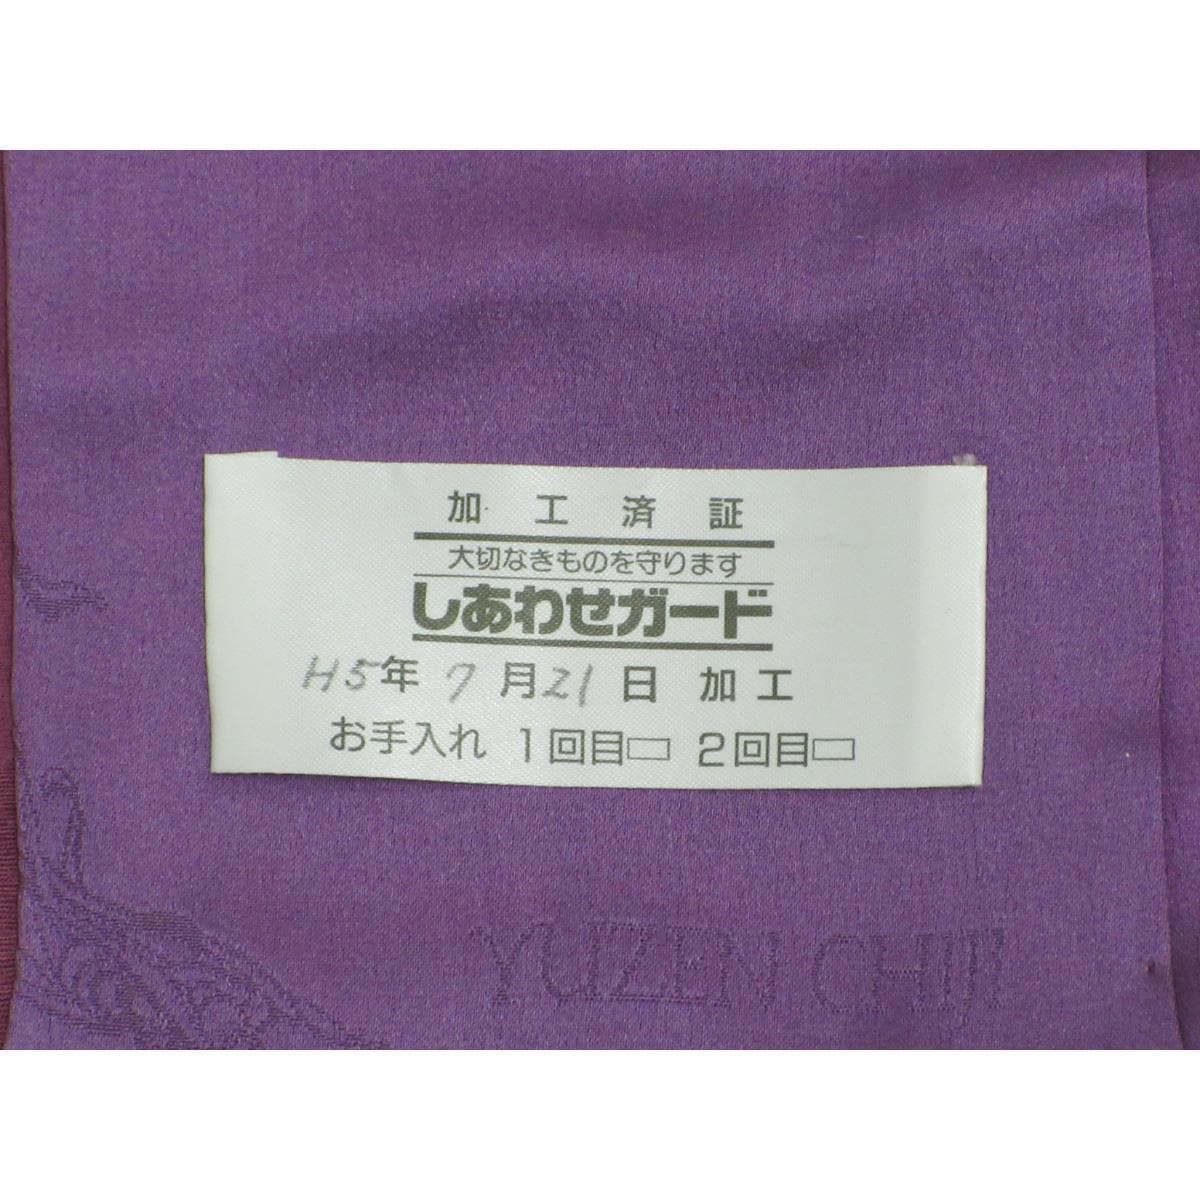 加工済証
大切なきものを守ります
しあわせガード
H5年 7月21日 加工
お手入れ 1回目▭ 2回目▭
YUZEN CHIJI